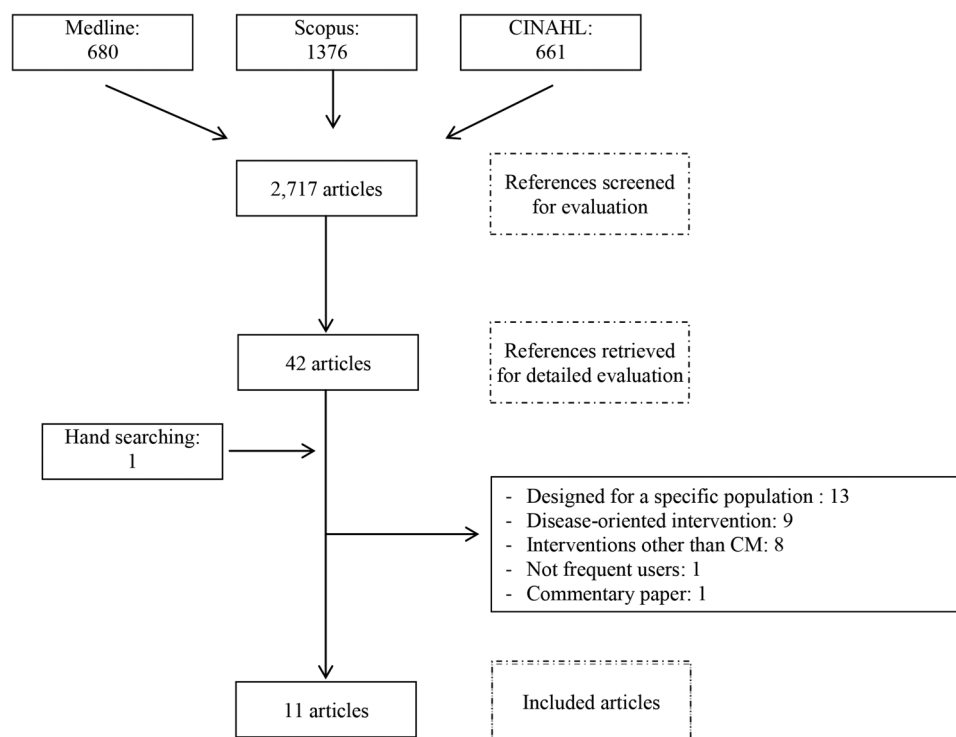 Medline:
680
Scopus:
1376
CINAHL:
661
2,717 articles
References screened
for evaluation
42 articles
References retrieved
for detailed evaluation
Hand searching:
1
- Designed for a specific population : 13
- Disease-oriented intervention: 9
- Interventions other than CM: 8
- Not frequent users: 1
- Commentary paper: 1
11 articles
Included articles